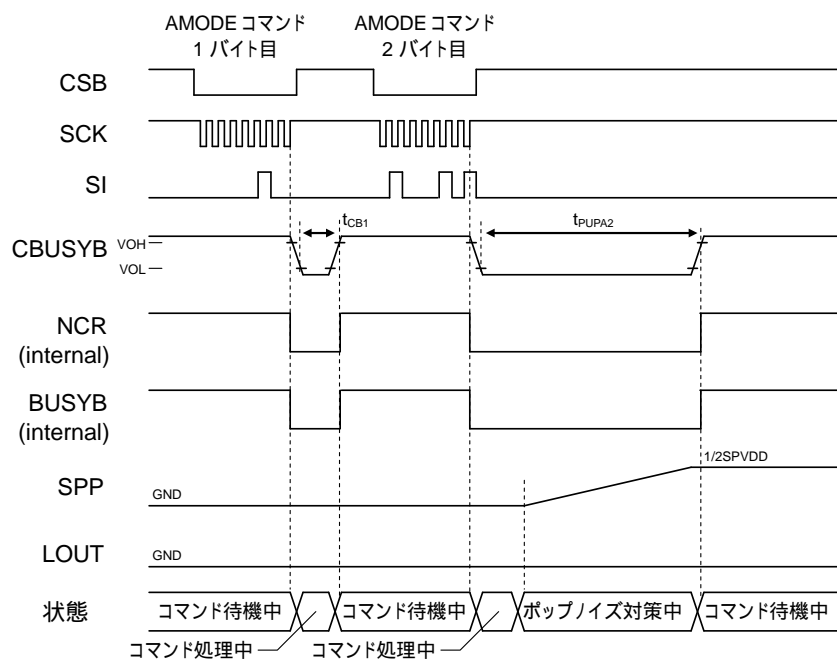 AMODE コマンド
1 バイト目
AMODE コマンド
2 バイト目
CSB
SCK
SI
tCB1
tPUPA2
CBUSYB
VOH
VOL
NCR
(internal)
BUSYB
(internal)
1/2SPVDD
SPP
GND
LOUT
GND
状態
コマンド待機中
コマンド待機中
ポップノイズ対策中
コマンド待機中
コマンド処理中
コマンド処理中